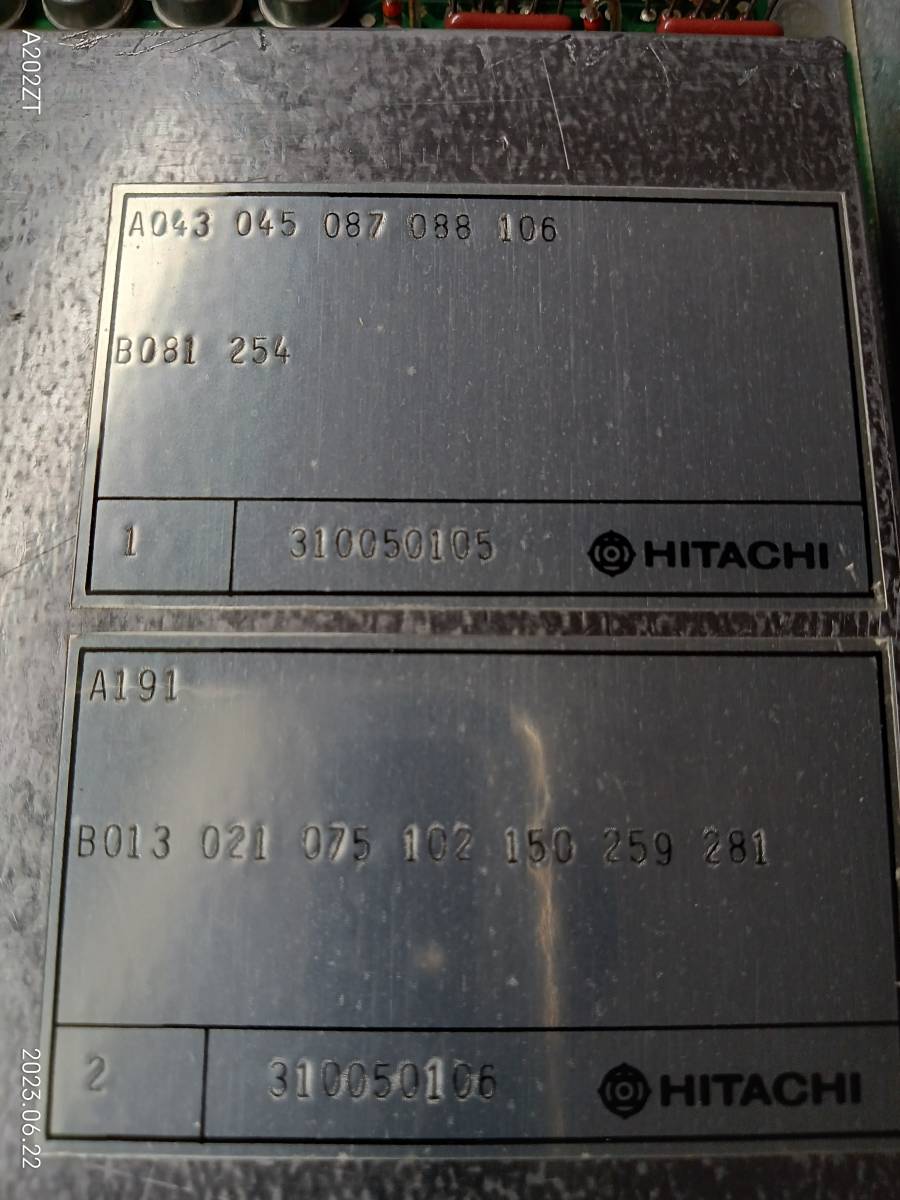 A202ZT
A043 045 087 088 106
B081 254
1 310050105 HITACHI
A191
B013 021 075 102 150 259 281
2 310050106 HITACHI
2023.06.22